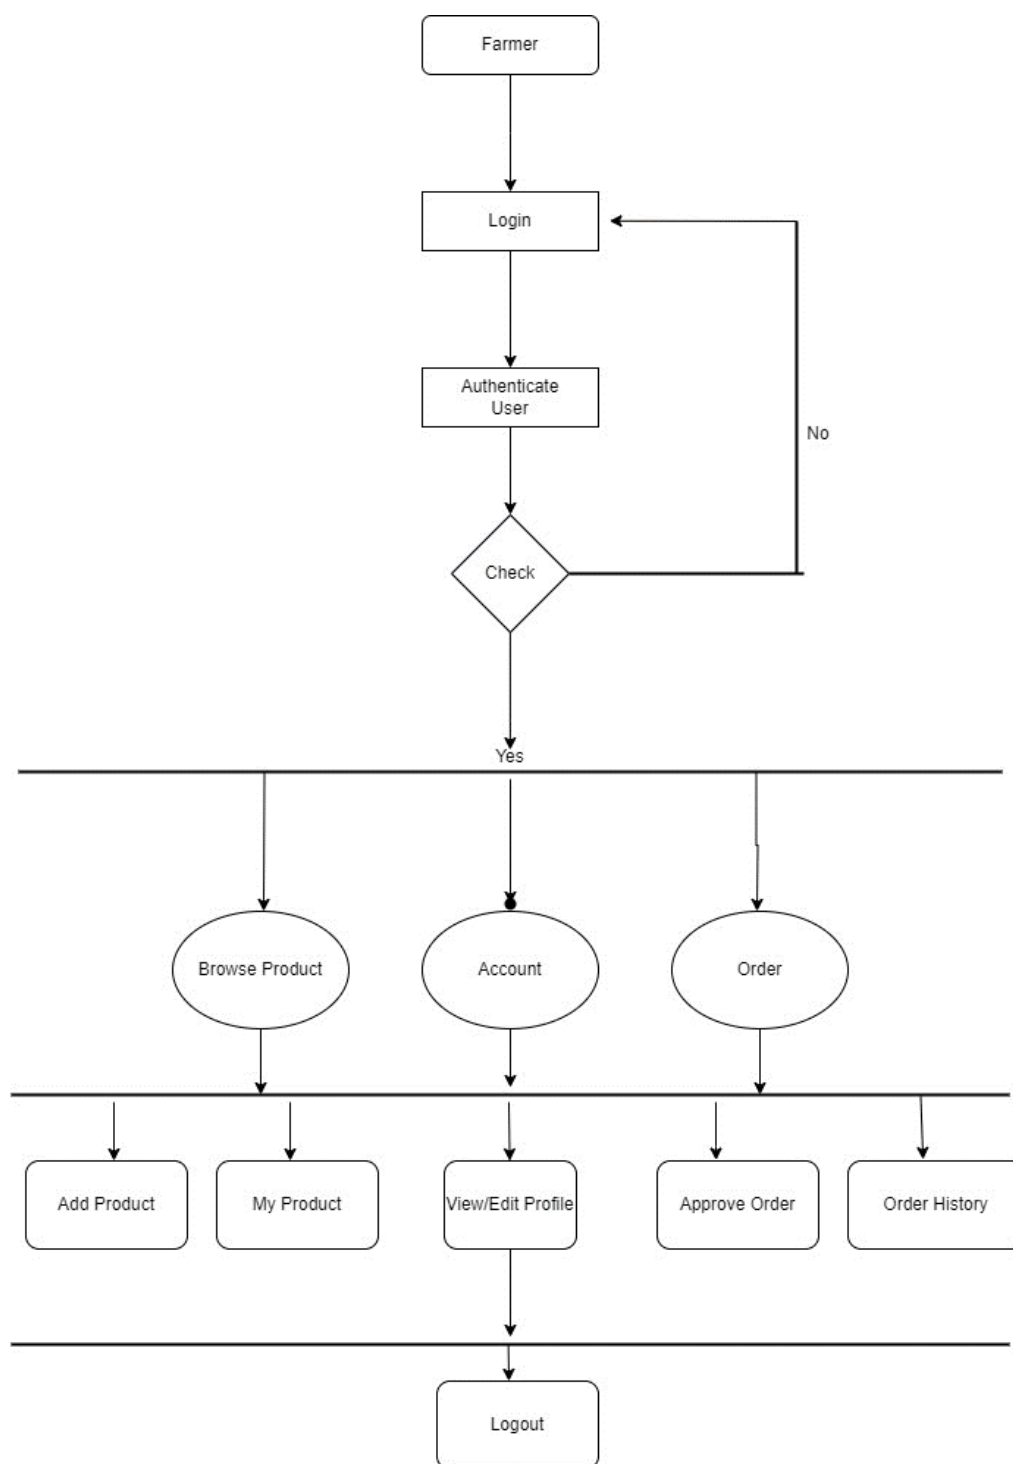 Farmer
Login
Authenticate
User
No
Check
Yes
Browse Product
Account
Order
Add Product
My Product
View/Edit Profile
Approve Order
Order History
Logout